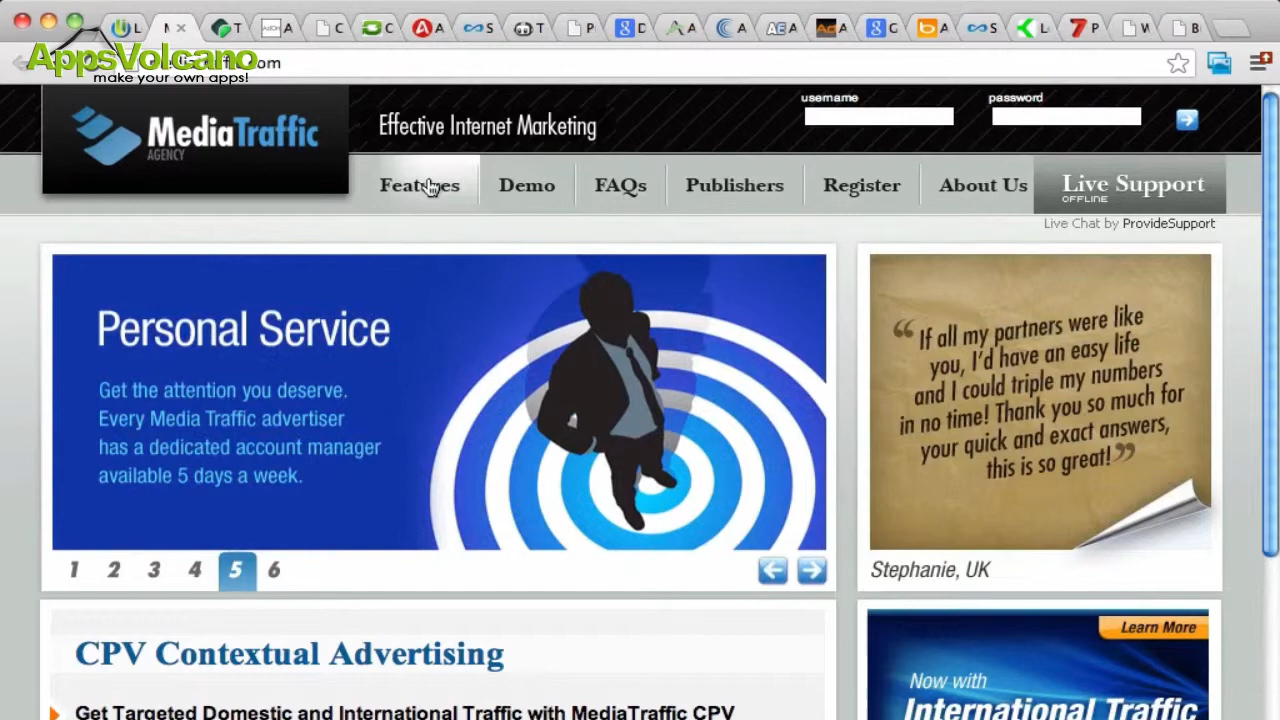 L
M
T
A
C
C
A
S
T
P
D
A
A
A
A
G
A
S
L
P
W
B
AppsVolcano
make your own apps!
MediaTraffic
AGENCY
Effective Internet Marketing
username
password
Features
Demo
FAQs
Publishers
Register
About Us
Live Support
OFFLINE
Live Chat by ProvideSupport
Personal Service
Get the attention you deserve.
Every Media Traffic advertiser
has a dedicated account manager
available 5 days a week.
1 2 3 4 5 6
“If all my partners were like
you, I'd have an easy life
and I could triple my numbers
in no time! Thank you so much for
your quick and exact answers,
this is so great!”
Stephanie, UK
CPV Contextual Advertising
Get Targeted Domestic and International Traffic with MediaTraffic CPV
Learn More
Now with
International Traffic